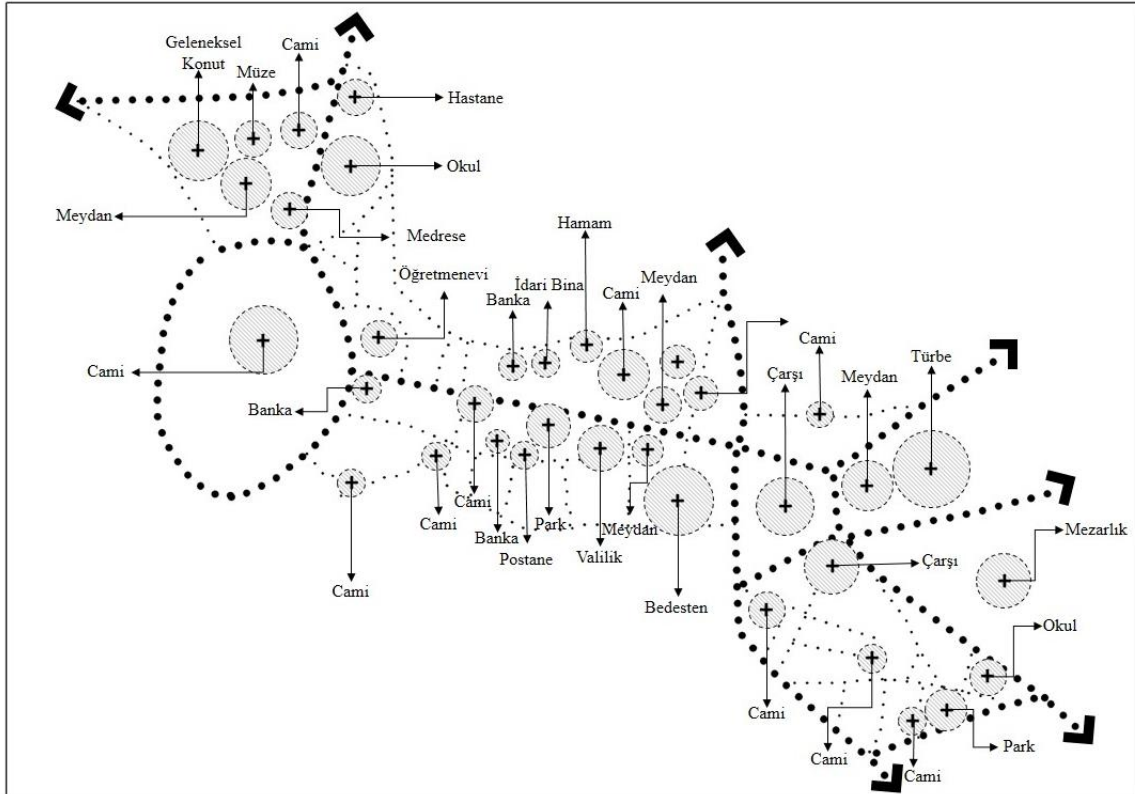 Geleneksel
Konut
Müze
Cami
Hastane
Okul
Meydan
Medrese
Öğretmenevi
Hamam
Banka
İdari Bina
Cami
Meydan
Cami
Türbe
Çarşı
Meydan
Cami
Banka
Cami
Cami
Cami
Banka
Postane
Park
Valilik
Meydan
Bedesten
Mezarlık
Çarşı
Okul
Cami
Cami
Cami
Park